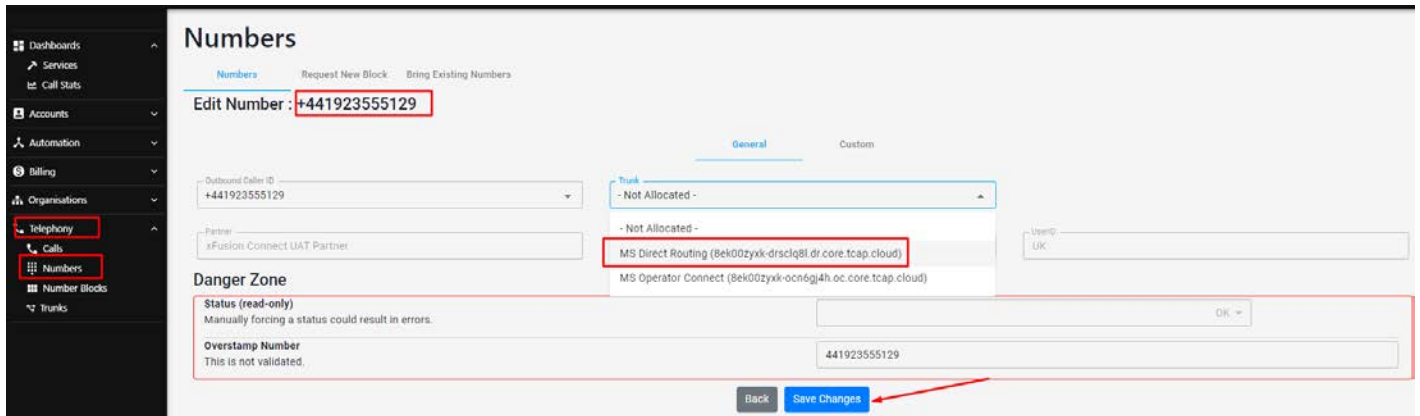 Numbers
Dashboards
Services
Call Stats
Accounts
Automation
Billing
Organisations
Telephony
Calls
Numbers
Number Blocks
Trunks
Numbers Request New Block Bring Existing Numbers
Edit Number : +441923555129
General Custom
Outbound Caller ID
+441923555129
Trunk
- Not Allocated -
- Not Allocated -
MS Direct Routing (8ek00zyxk-drsclq8l.dr.core.tcap.cloud)
MS Operator Connect (8ek00zyxk-ocn6gj4h.oc.core.tcap.cloud)
Partner
xFusion Connect UAT Partner
UserID
UK
Danger Zone
Status (read-only)
Manually forcing a status could result in errors.
OK
Overstamp Number
This is not validated.
441923555129
Back Save Changes